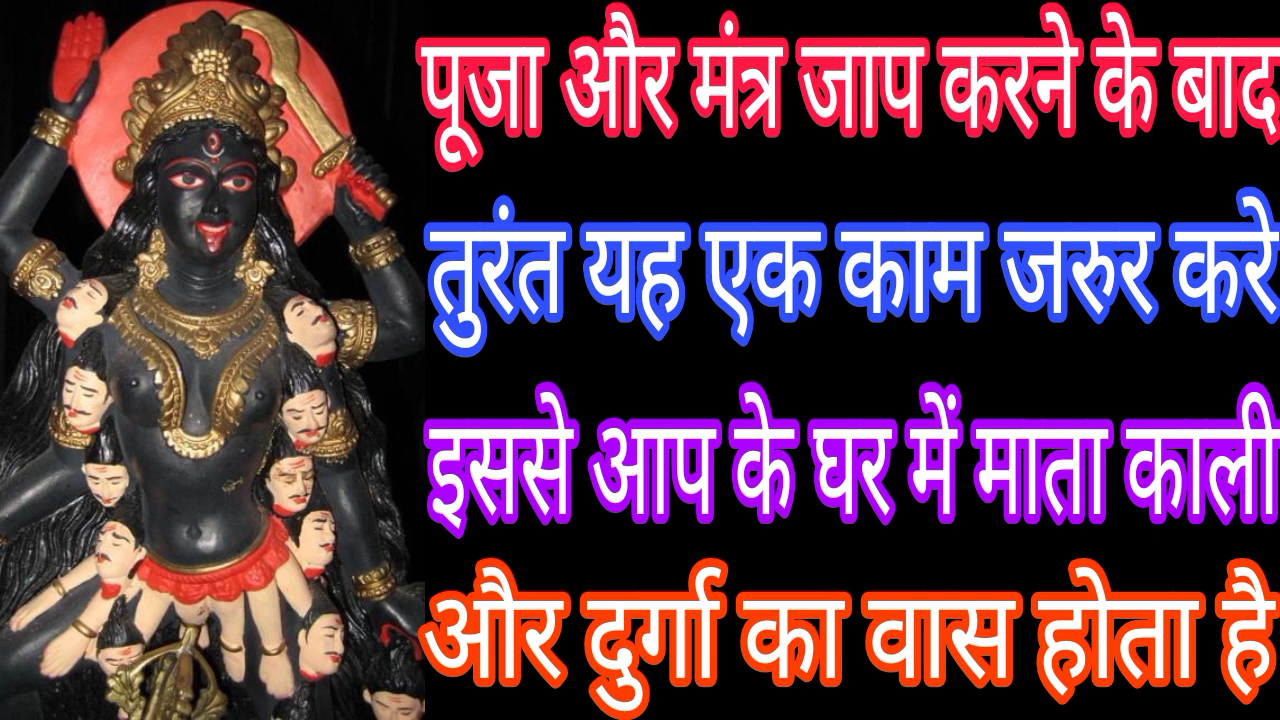 पूजा और मंत्र जाप करने के बाद
तुरंत यह एक काम जरुर करे
इससे आप के घर में माता काली
और दुर्गा का वास होता है